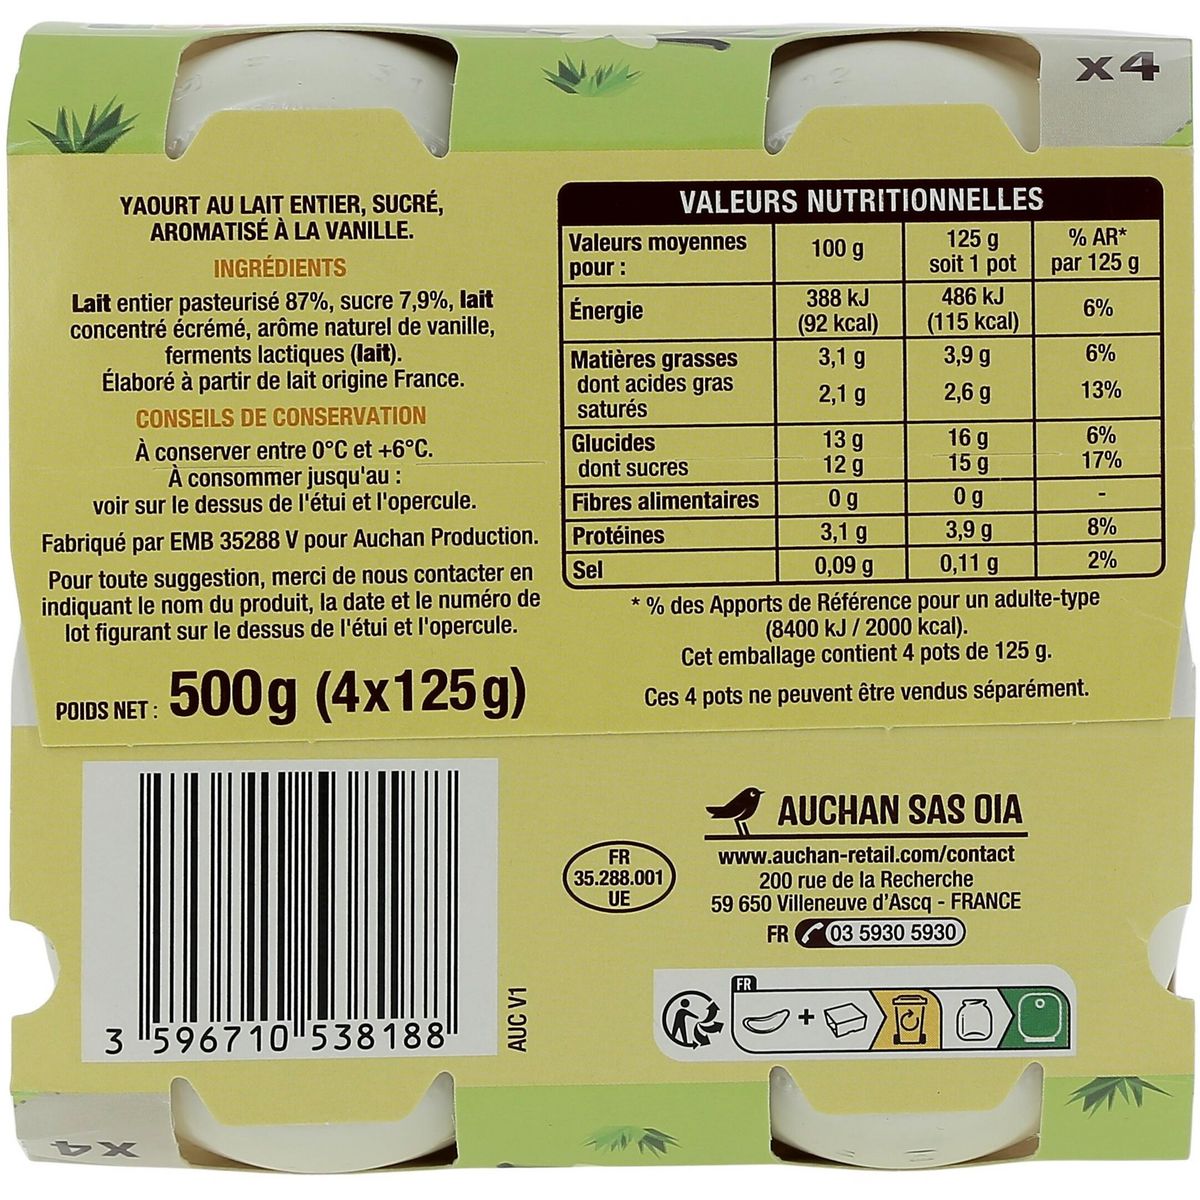 x4
YAOURT AU LAIT ENTIER, SUCRÉ,
AROMATISÉ À LA VANILLE.
INGRÉDIENTS
Lait entier pasteurisé 87%, sucre 7,9%, lait
concentré écrémé, arôme naturel de vanille,
ferments lactiques (lait).
Élaboré à partir de lait origine France.
CONSEILS DE CONSERVATION
À conserver entre 0°C et +6°C.
À consommer jusqu'au :
voir sur le dessus de l'étui et l'opercule.
Fabriqué par EMB 35288 V pour Auchan Production.
Pour toute suggestion, merci de nous contacter en
indiquant le nom du produit, la date et le numéro de
lot figurant sur le dessus de l'étui et l'opercule.
POIDS NET : 500g (4x125g)
VALEURS NUTRITIONNELLES
Valeurs moyennes pour : 100 g 125 g soit 1 pot % AR* par 125 g
Énergie 388 kJ (92 kcal) 486 kJ (115 kcal) 6%
Matières grasses 3,1 g 3,9 g 6%
dont acides gras saturés 2,1 g 2,6 g 13%
Glucides 13 g 16 g 6%
dont sucres 12 g 15 g 17%
Fibres alimentaires 0 g 0 g -
Protéines 3,1 g 3,9 g 8%
Sel 0,09 g 0,11 g 2%
* % des Apports de Référence pour un adulte-type
(8400 kJ / 2000 kcal).
Cet emballage contient 4 pots de 125 g.
Ces 4 pots ne peuvent être vendus séparément.
3 596710 538188
AUC V1
FR
35.288.001
UE
AUCHAN SAS OIA
www.auchan-retail.com/contact
200 rue de la Recherche
59 650 Villeneuve d'Ascq - FRANCE
FR 03 5930 5930
FR
+
x4